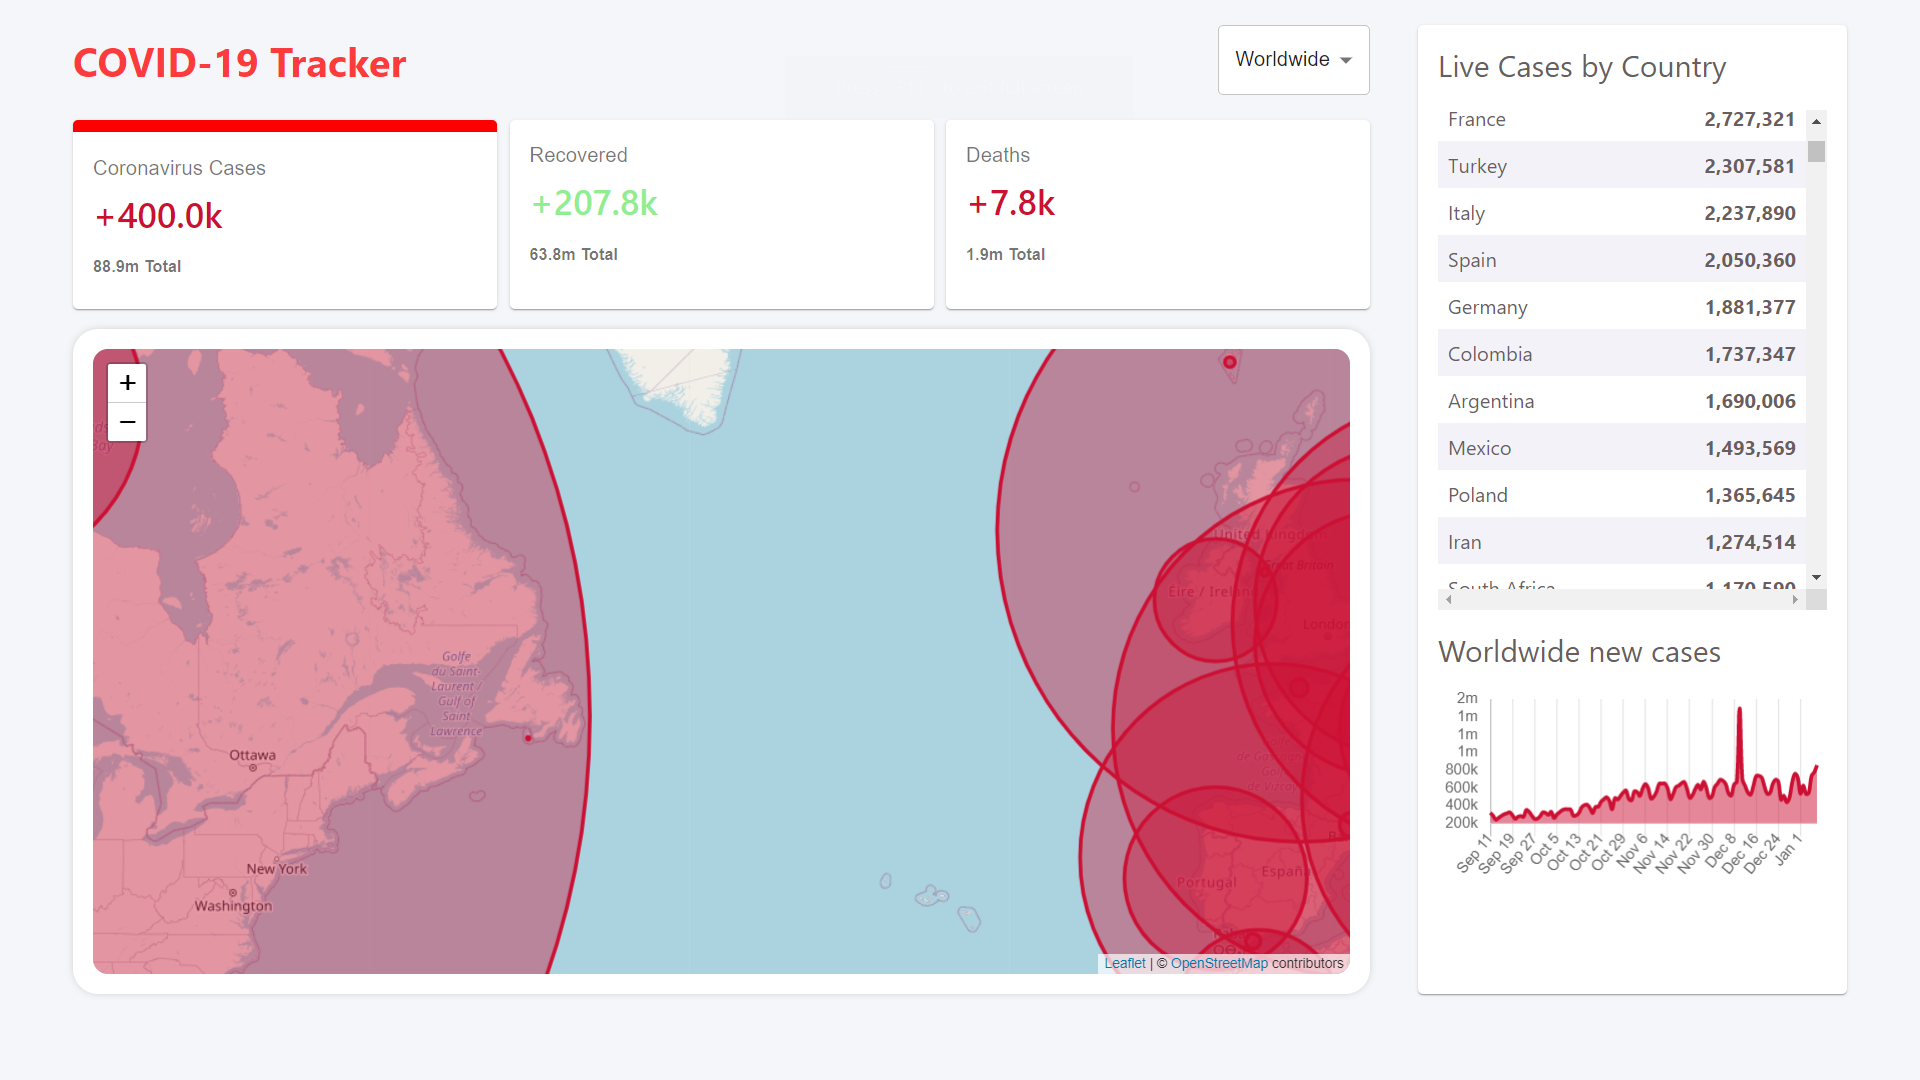 COVID-19 Tracker
Worldwide
Coronavirus Cases
+400.0k
88.9m Total
Recovered
+207.8k
63.8m Total
Deaths
+7.8k
1.9m Total
+
−
Bay
United Kingdom
Great Britain
Éire / Ireland
London
Golfe
du Saint-
Laurent /
Gulf of
Saint
Lawrence
Ottawa
New York
Washington
Portugal
España
Leaflet | © OpenStreetMap contributors
Live Cases by Country
France 2,727,321
Turkey 2,307,581
Italy 2,237,890
Spain 2,050,360
Germany 1,881,377
Colombia 1,737,347
Argentina 1,690,006
Mexico 1,493,569
Poland 1,365,645
Iran 1,274,514
South Africa 1,170,590
Worldwide new cases
2m
1m
1m
1m
800k
600k
400k
200k
Sep 11
Sep 19
Sep 27
Oct 5
Oct 13
Oct 21
Oct 29
Nov 6
Nov 14
Nov 22
Nov 30
Dec 8
Dec 16
Dec 24
Jan 1